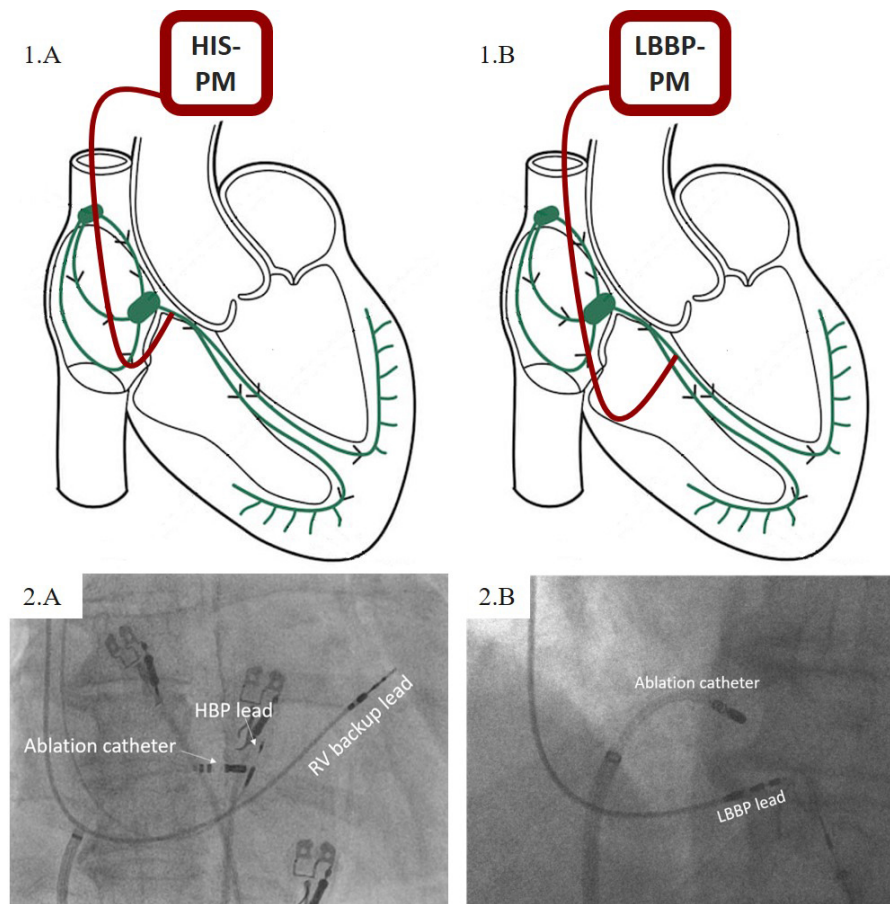 1.A
HIS-
PM
1.B
LBBP-
PM
2.A
HBP lead
Ablation catheter
RV backup lead
2.B
Ablation catheter
LBBP lead